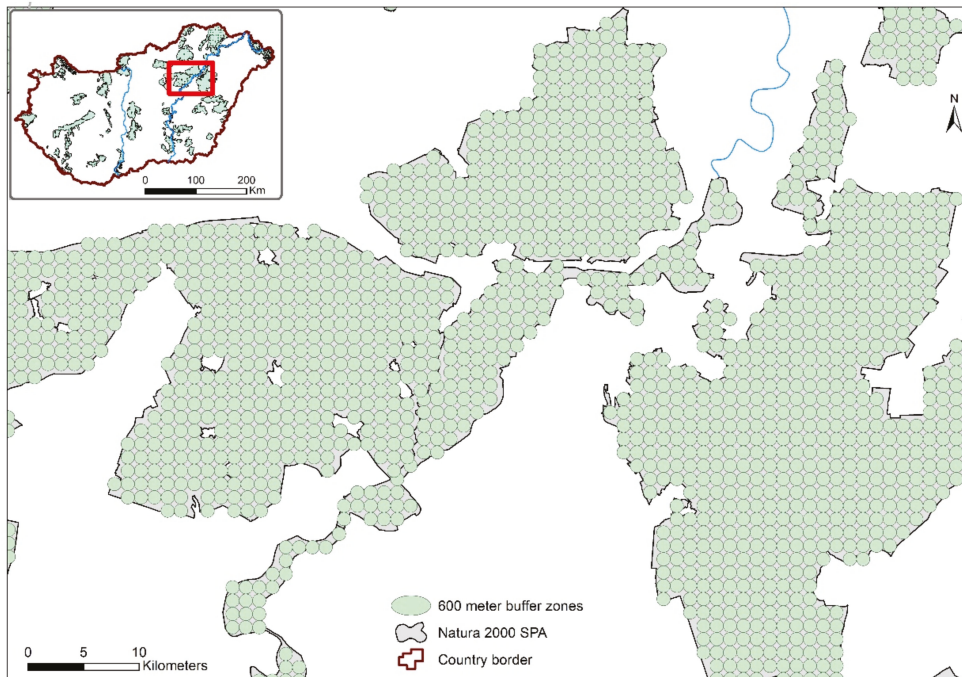 0 100 200
Km
N
600 meter buffer zones
Natura 2000 SPA
Country border
0 5 10
Kilometers